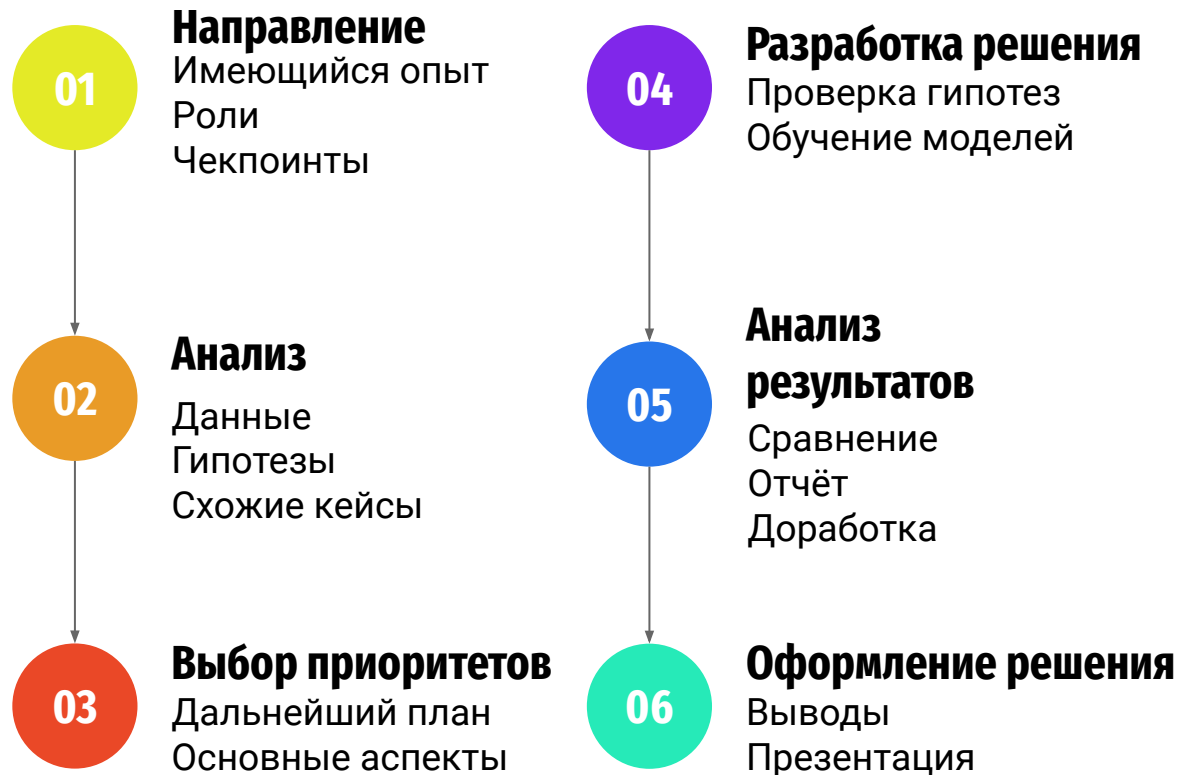 01
Направление
Имеющийся опыт
Роли
Чекпоинты
02
Анализ
Данные
Гипотезы
Схожие кейсы
03
Выбор приоритетов
Дальнейший план
Основные аспекты
04
Разработка решения
Проверка гипотез
Обучение моделей
05
Анализ
результатов
Сравнение
Отчёт
Доработка
06
Оформление решения
Выводы
Презентация